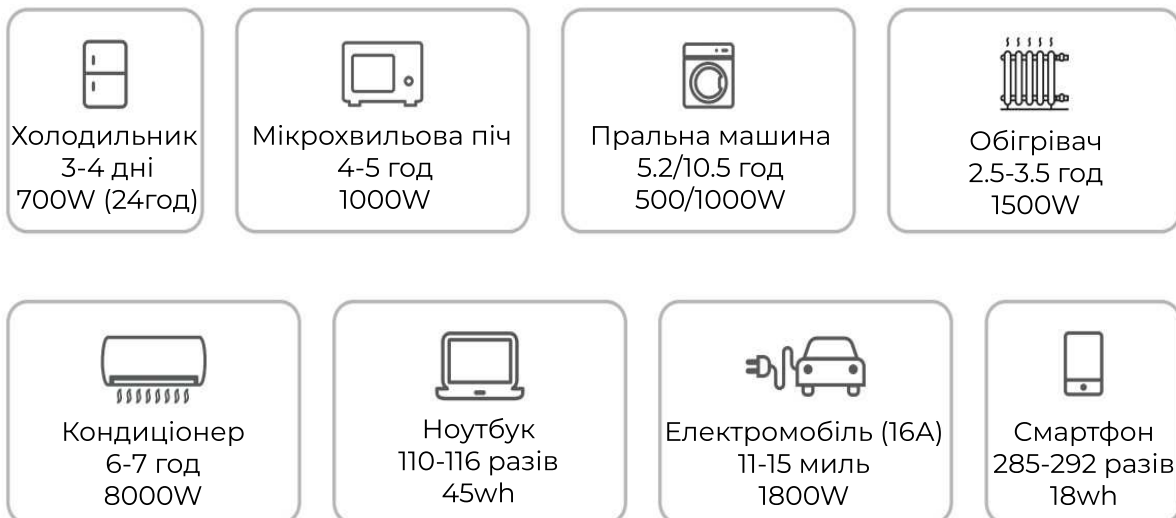 Холодильник
3-4 дні
700W (24год)
Мікрохвильова піч
4-5 год
1000W
Пральна машина
5.2/10.5 год
500/1000W
Обігрівач
2.5-3.5 год
1500W
Кондиціонер
6-7 год
8000W
Ноутбук
110-116 разів
45wh
Електромобіль (16А)
11-15 миль
1800W
Смартфон
285-292 разів
18wh